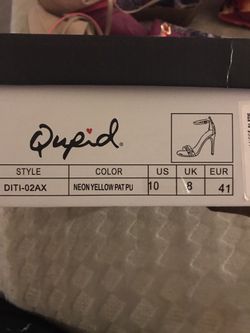 Qupid®
STYLE COLOR US UK EUR
DITI-02AX NEON YELLOW PAT PU 10 8 41